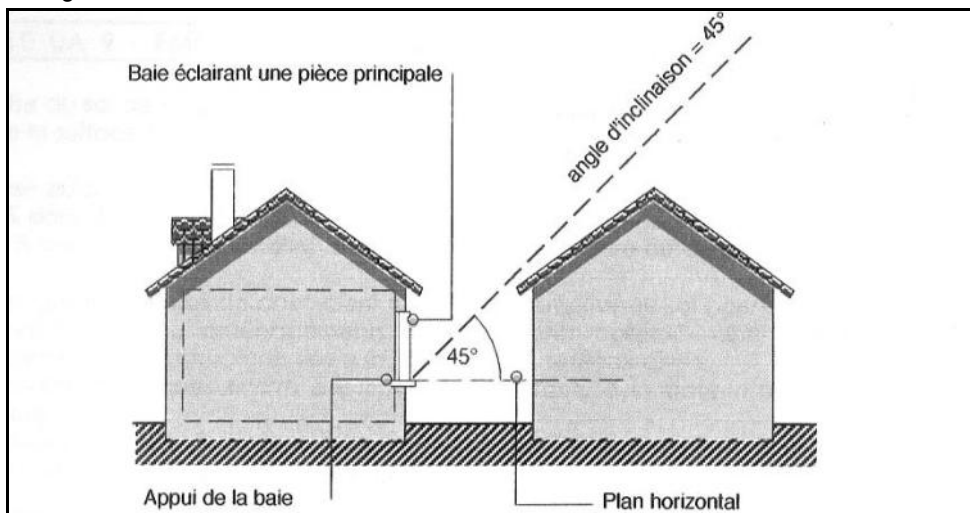 Baie éclairant une pièce principale
angle d'inclinaison = 45°
45°
Appui de la baie
Plan horizontal